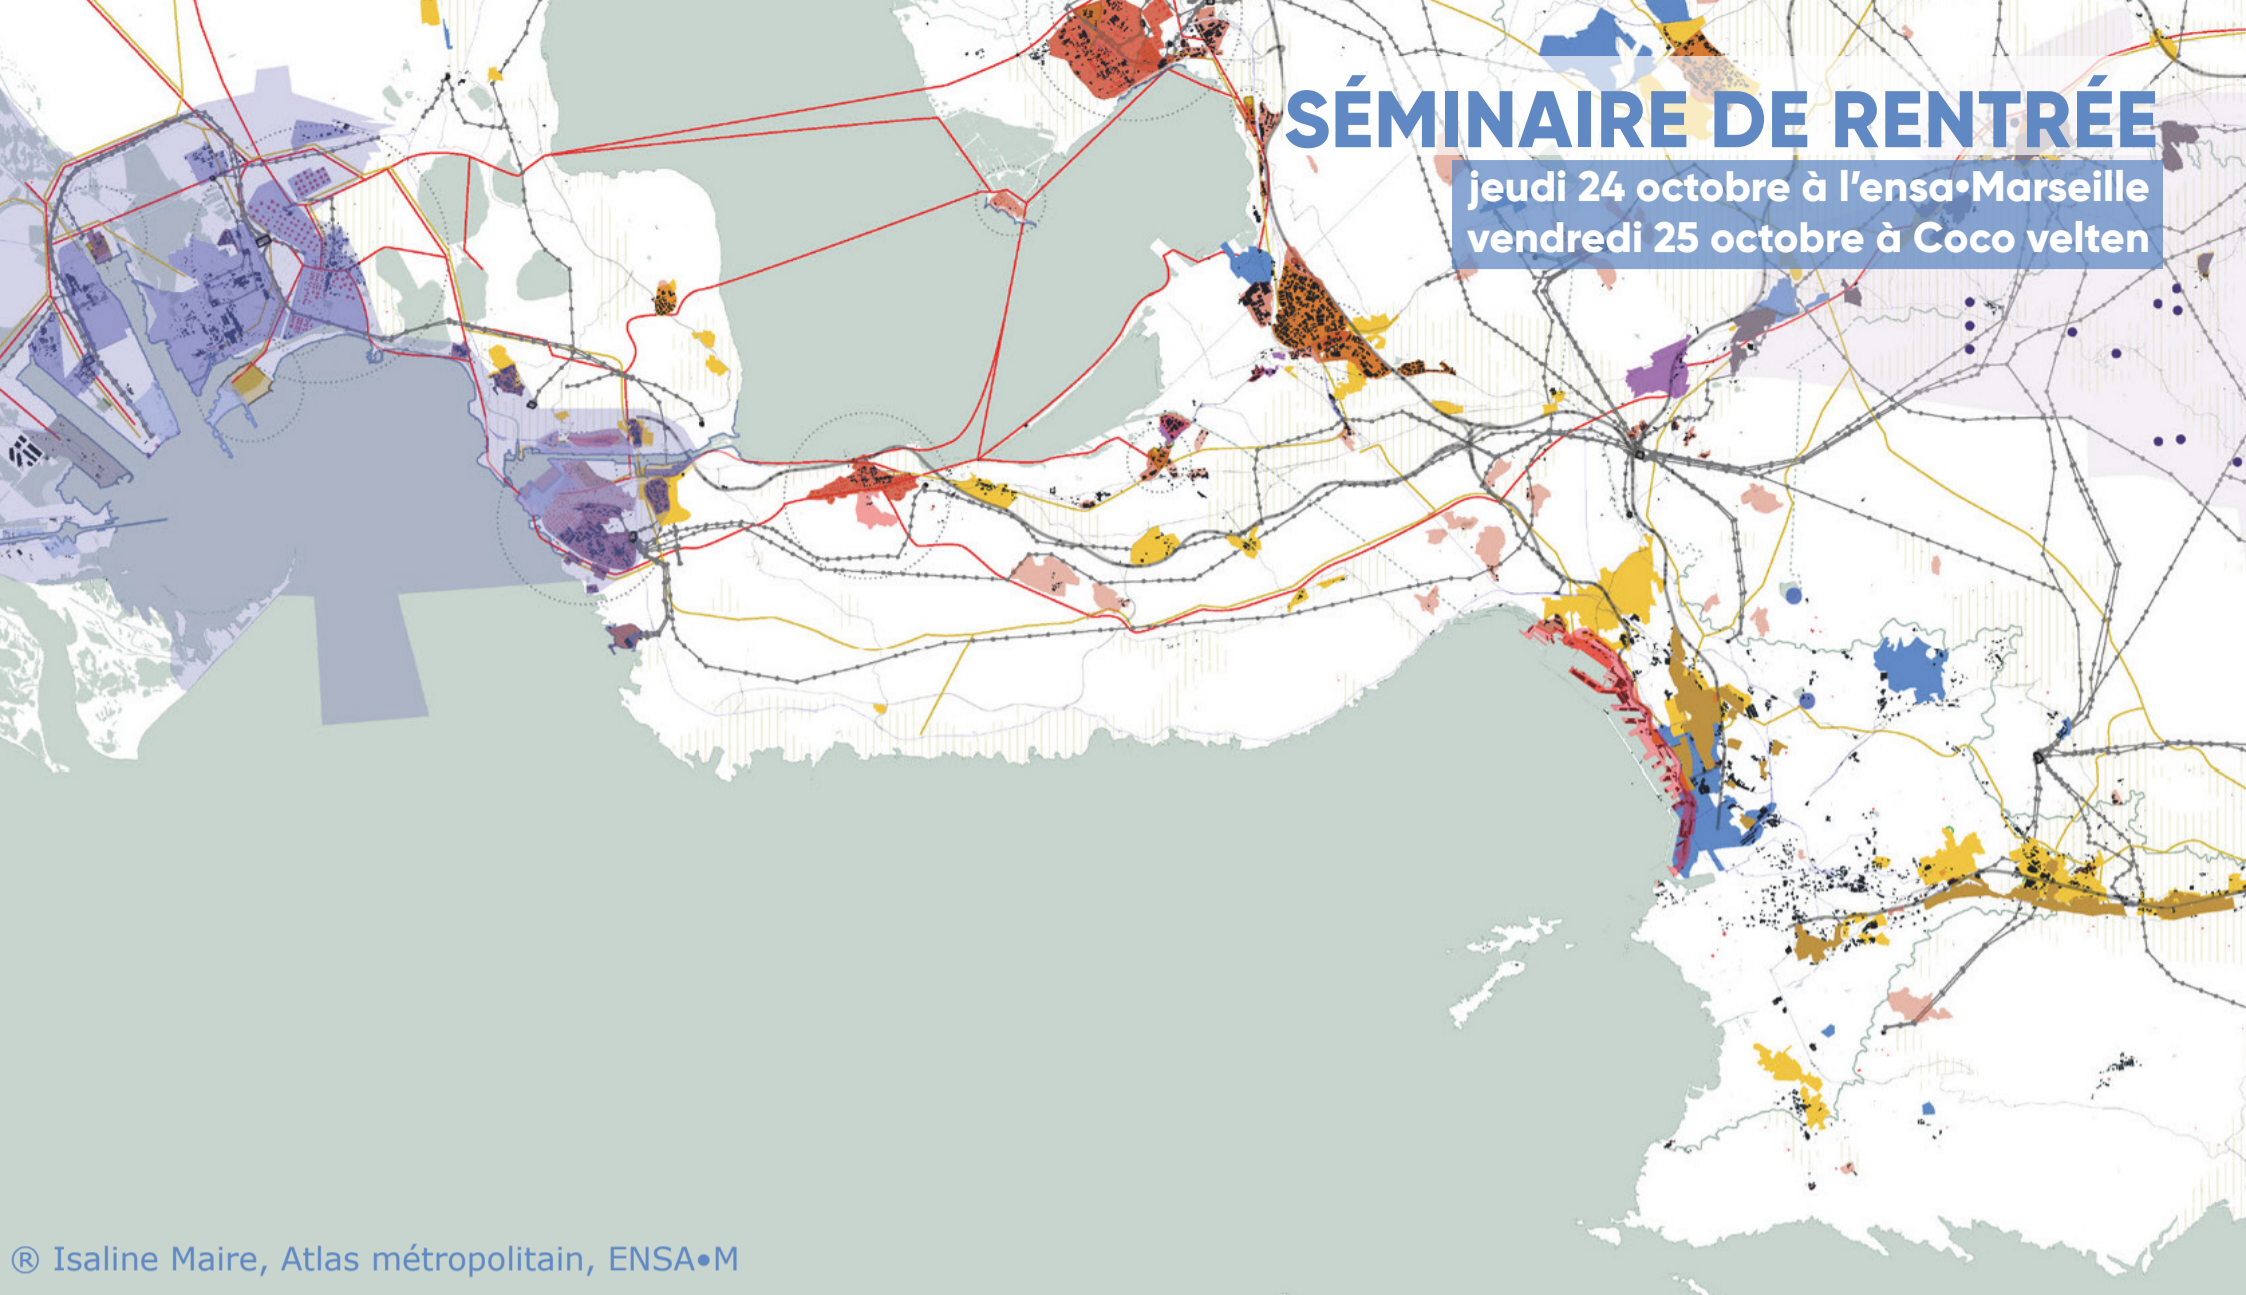 SÉMINAIRE DE RENTRÉE
jeudi 24 octobre à l'ensa•Marseille
vendredi 25 octobre à Coco velten
® Isaline Maire, Atlas métropolitain, ENSA•M